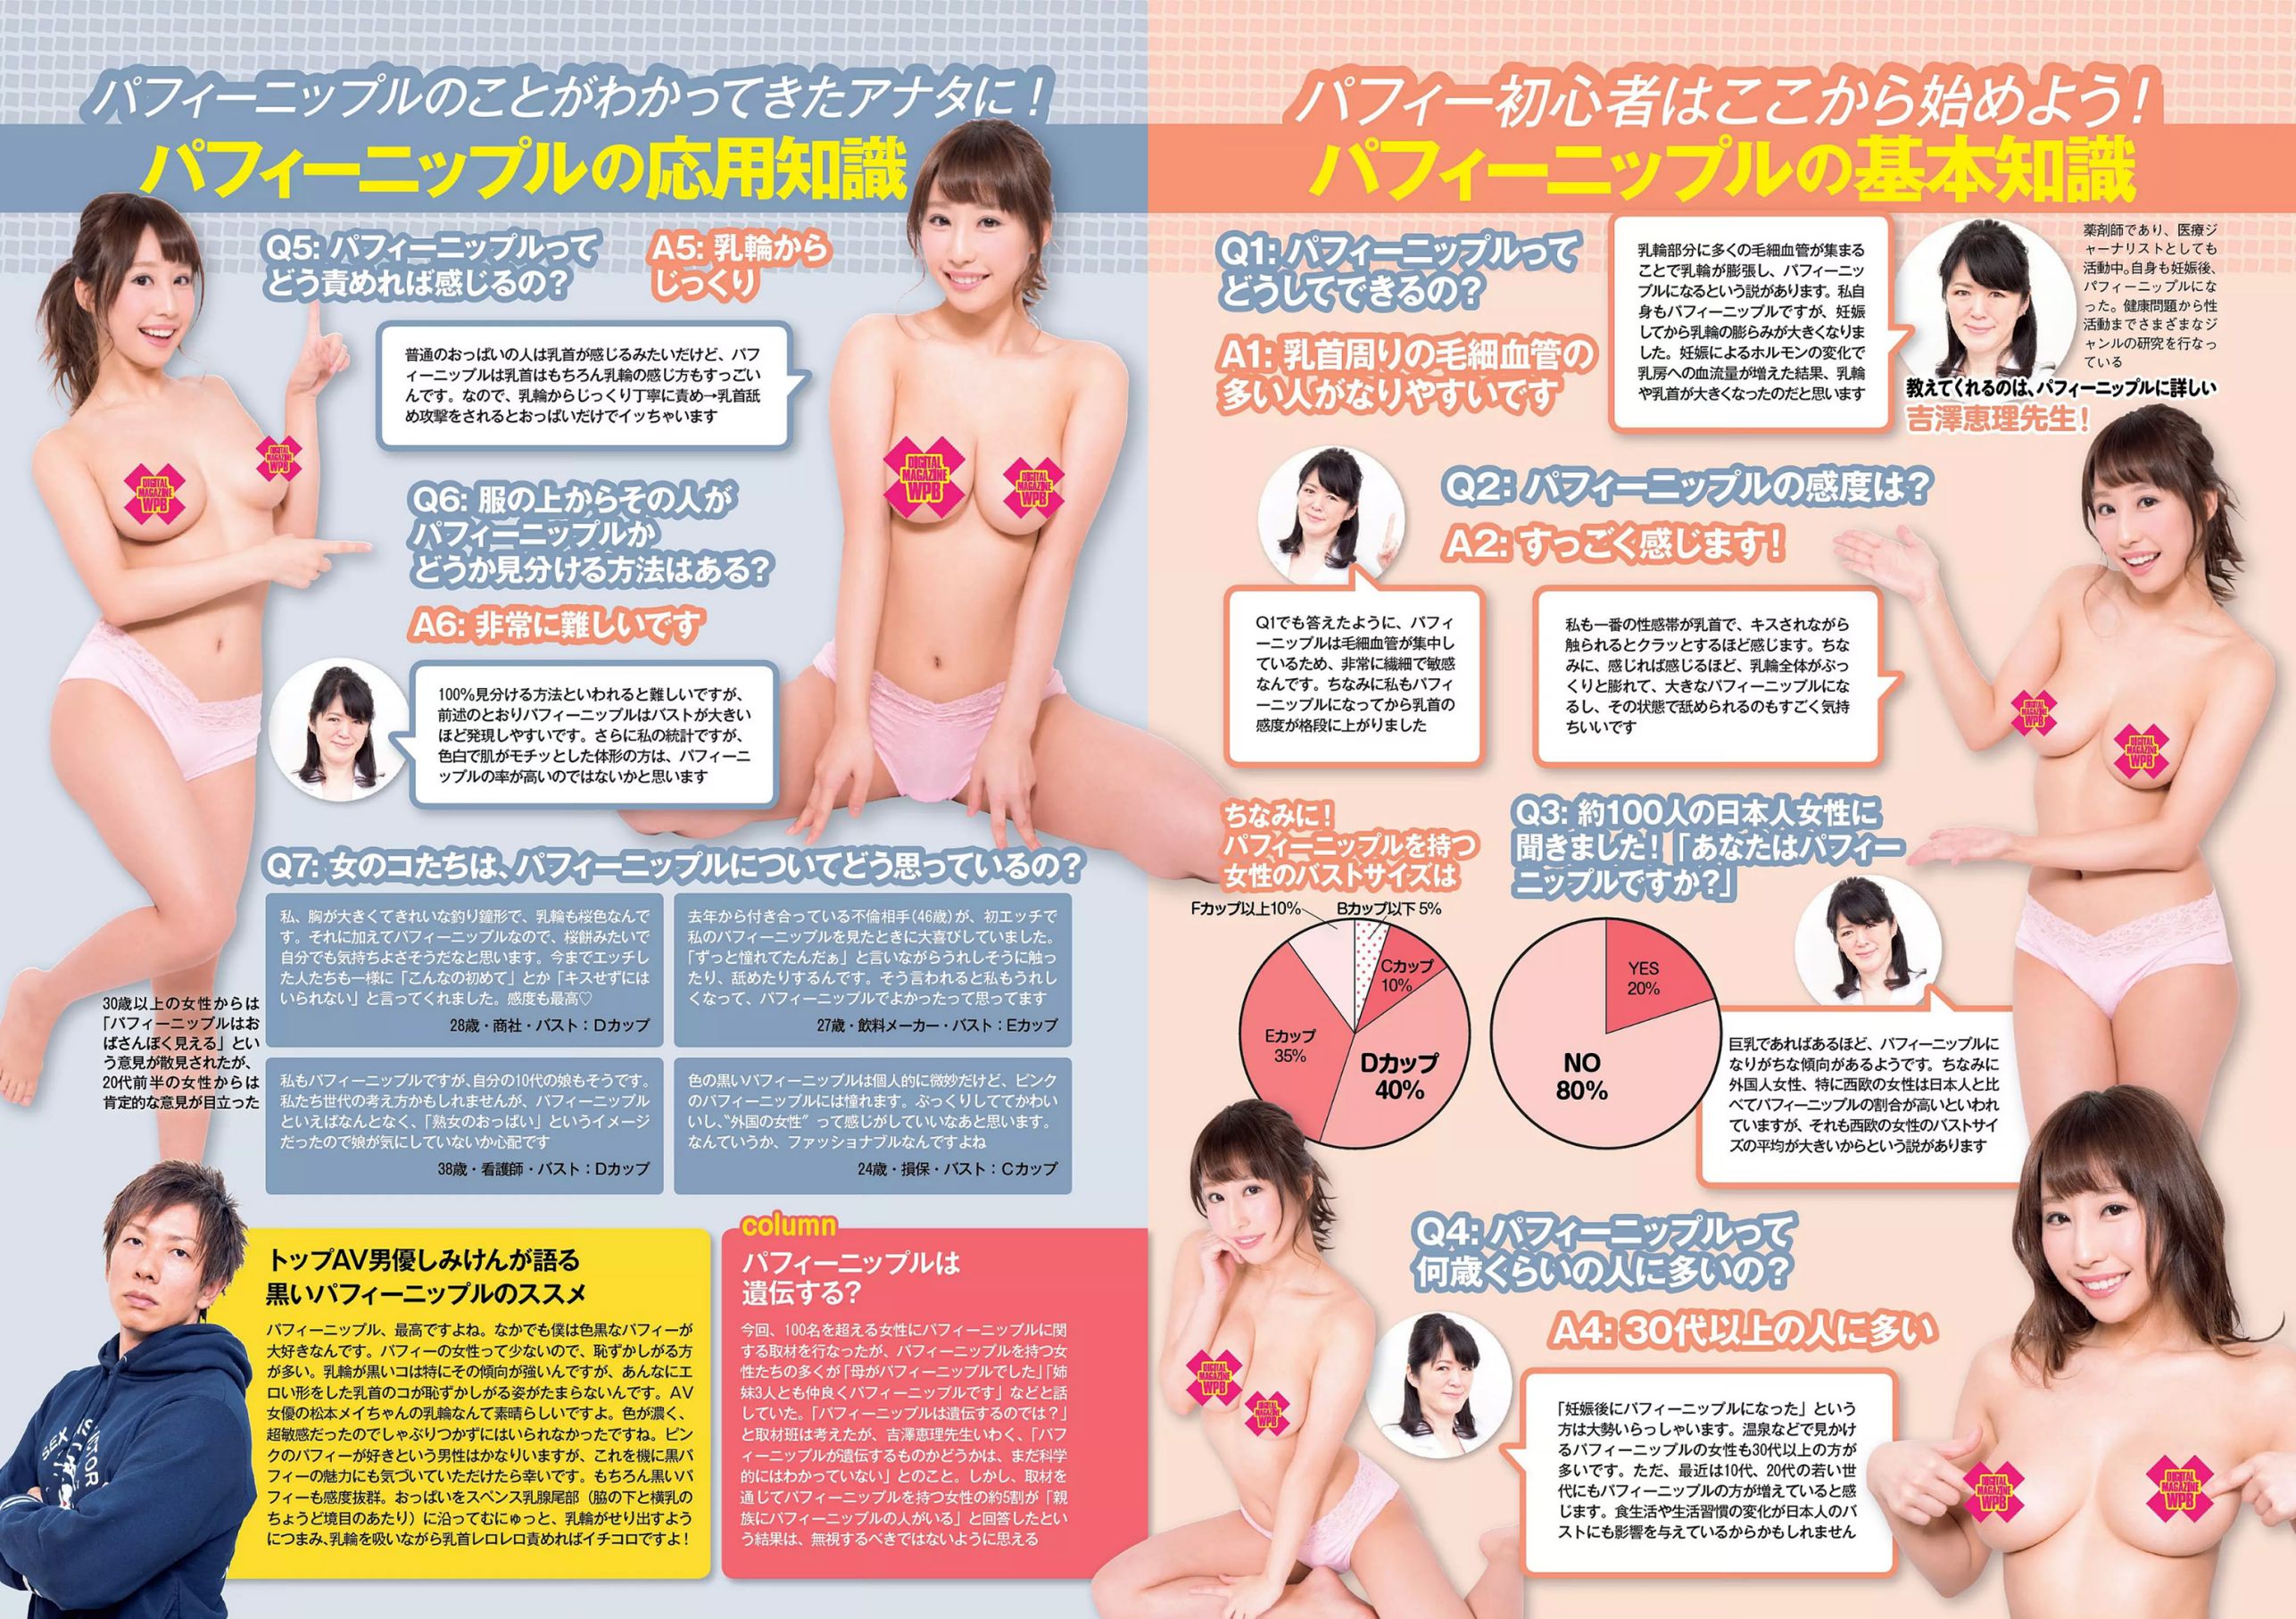 パフィー初心者はここから始めよう!
パフィーニップルの基本知識
Q1: パフィーニップルって
どうしてできるの?
A1: 乳首周りの毛細血管の
多い人がなりやすいです
乳輪部分に多くの毛細血管が集まる
ことで乳輪が膨張し、パフィーニッ
プルになるという説があります。私自
身もパフィーニップルですが、妊娠
してから乳輪の膨らみが大きくなりま
した。妊娠によるホルモンの変化で
乳房への血流量が増えた結果、乳輪
や乳首が大きくなったのだと思います
薬剤師であり、医療ジ
ャーナリストとしても
活動中。自身も妊娠後、
パフィーニップルにな
った。健康問題から性
活動までさまざまなジ
ャンルの研究を行なっ
ている
教えてくれるのは、パフィーニップルに詳しい
吉澤恵理先生!
Q2: パフィーニップルの感度は?
A2: すっごく感じます!
Q1でも答えたように、パフィ
ーニップルは毛細血管が集中し
ているため、非常に繊細で敏感
なんです。ちなみに私もパフィ
ーニップルになってから乳首の
感度が格段に上がりました
私も一番の性感帯が乳首で、キスされながら
触られるとクラッとするほど感じます。ちな
みに、感じれば感じるほど、乳輪全体がぷっ
くりと膨れて、大きなパフィーニップルにな
るし、その状態で舐められるのもすごく気持
ちいいです
ちなみに!
パフィーニップルを持つ
女性のバストサイズは
Fカップ以上10%
Bカップ以下 5%
Cカップ
10%
Dカップ
40%
Eカップ
35%
Q3: 約100人の日本人女性に
聞きました!「あなたはパフィー
ニップルですか?」
YES
20%
NO
80%
巨乳であればあるほど、パフィーニップルに
なりがちな傾向があるようです。ちなみに
外国人女性、特に西欧の女性は日本人と比
べてパフィーニップルの割合が高いといわれ
ていますが、それも西欧の女性のバストサイ
ズの平均が大きいからという説があります
Q4: パフィーニップルって
何歳くらいの人に多いの?
A4: 30代以上の人に多い
「妊娠後にパフィーニップルになった」という
方は大勢いらっしゃいます。温泉などで見かけ
るパフィーニップルの女性も30代以上の方が
多いです。ただ、最近は10代、20代の若い世
代にもパフィーニップルの方が増えていると感
じます。食生活や生活習慣の変化が日本人のバ
ストにも影響を与えているからかもしれません
パフィーニップルのことがわかってきたアナタに!
パフィーニップルの応用知識
Q5: パフィーニップルって
どう責めれば感じるの?
A5: 乳輪から
じっくり
普通のおっぱいの人は乳首が感じるみたいだけど、パフ
ィーニップルは乳首はもちろん乳輪の感じ方もすっごい
んです。なので、乳輪からじっくり丁寧に責め→乳首舐
め攻撃をされるとおっぱいだけでイッちゃいます
Q6: 服の上からその人が
パフィーニップルか
どうか見分ける方法はある?
A6: 非常に難しいです
100%見分ける方法といわれると難しいですが、
前述のとおりパフィーニップルはバストが大きい
ほど発現しやすいです。さらに私の統計ですが、
色白で肌がモチッとした体形の方は、パフィーニ
ップルの率が高いのではないかと思います
Q7: 女のコたちは、パフィーニップルについてどう思っているの?
私、胸が大きくてきれいな釣り鐘形で、乳輪も桜色なんで
す。それに加えてパフィーニップルなので、桜餅みたいで
自分でも気持ちよさそうだなと思います。今までエッチし
た人たちも一様に「こんなの初めて」とか「キスせずには
いられない」と言ってくれました。感度も最高♡
28歳・商社・バスト:Dカップ
去年から付き合っている不倫相手(46歳)が、初エッチで
私のパフィーニップルを見たときに大喜びしていました。
「ずっと憧れてたんだぁ」と言いながらうれしそうに触っ
たり、舐めたりするんです。そう言われると私もうれし
くなって、パフィーニップルでよかったって思ってます
27歳・飲料メーカー・バスト:Eカップ
私もパフィーニップルですが、自分の10代の娘もそうです。
私たち世代の考え方かもしれませんが、パフィーニップル
といえばなんとなく、「熟女のおっぱい」というイメージ
だったので娘が気にしていないか心配です
38歳・看護師・バスト:Dカップ
色の黒いパフィーニップルは個人的に微妙だけど、ピンク
のパフィーニップルには憧れます。ぷっくりしててかわい
いし、〝外国の女性〟って感じがしていいなあと思います。
なんていうか、ファッショナブルなんですよね
24歳・損保・バスト:Cカップ
30歳以上の女性からは
「パフィーニップルはお
ばさんぽく見える」とい
う意見が散見されたが、
20代前半の女性からは
肯定的な意見が目立った
トップAV男優しみけんが語る
黒いパフィーニップルのススメ
パフィーニップル、最高ですよね。なかでも僕は色黒なパフィーが
大好きなんです。パフィーの女性って少ないので、恥ずかしがる方
が多い。乳輪が黒いコは特にその傾向が強いんですが、あんなにエ
ロい形をした乳首のコが恥ずかしがる姿がたまらないんです。AV
女優の松本メイちゃんの乳輪なんて素晴らしいですよ。色が濃く、
超敏感だったのでしゃぶりつかずにはいられなかったですね。ピン
クのパフィーが好きという男性はかなりいますが、これを機に黒パ
フィーの魅力にも気づいていただけたら幸いです。もちろん黒いパ
フィーも感度抜群。おっぱいをスペンス乳腺尾部(脇の下と横乳の
ちょうど境目のあたり)に沿ってむにゅっと、乳輪がせり出すよう
につまみ、乳輪を吸いながら乳首レロレロ責めればイチコロですよ!
column
パフィーニップルは
遺伝する?
今回、100名を超える女性にパフィーニップルに関
する取材を行なったが、パフィーニップルを持つ女
性たちの多くが「母がパフィーニップルでした」「姉
妹3人とも仲良くパフィーニップルです」などと話
していた。「パフィーニップルは遺伝するのでは?」
と取材班は考えたが、吉澤恵理先生いわく、「パフ
ィーニップルが遺伝するものかどうかは、まだ科学
的にはわかっていない」とのこと。しかし、取材を
通じてパフィーニップルを持つ女性の約5割が「親
族にパフィーニップルの人がいる」と回答したとい
う結果は、無視するべきではないように思える
DIGITAL
MAGAZINE
WPB